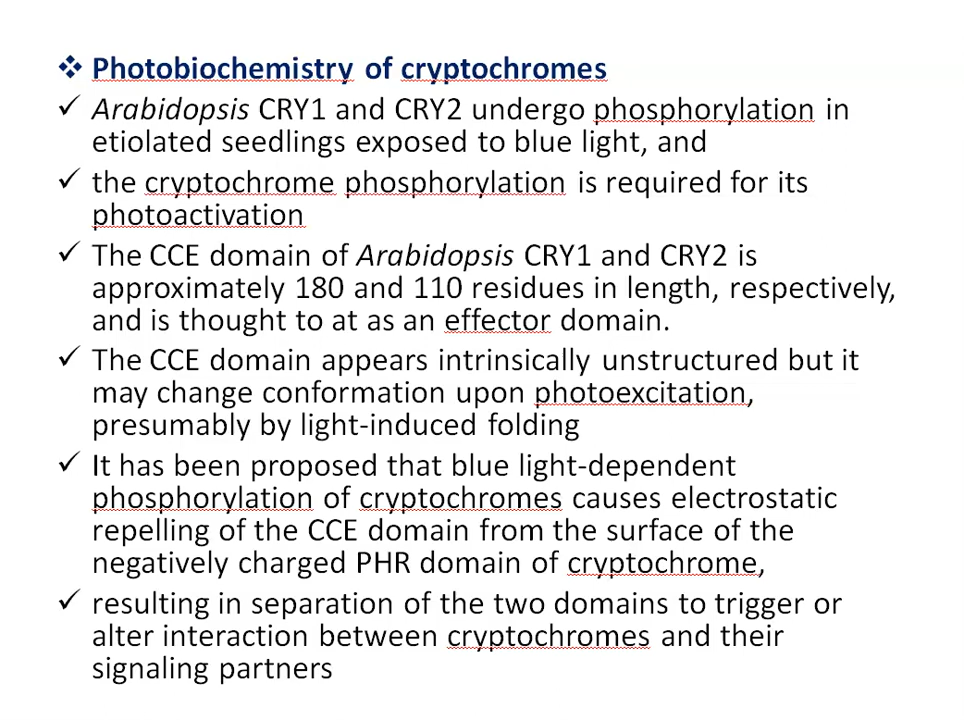 ❖ Photobiochemistry of cryptochromes
✓ Arabidopsis CRY1 and CRY2 undergo phosphorylation in
etiolated seedlings exposed to blue light, and
✓ the cryptochrome phosphorylation is required for its
photoactivation
✓ The CCE domain of Arabidopsis CRY1 and CRY2 is
approximately 180 and 110 residues in length, respectively,
and is thought to at as an effector domain.
✓ The CCE domain appears intrinsically unstructured but it
may change conformation upon photoexcitation,
presumably by light-induced folding
✓ It has been proposed that blue light-dependent
phosphorylation of cryptochromes causes electrostatic
repelling of the CCE domain from the surface of the
negatively charged PHR domain of cryptochrome,
✓ resulting in separation of the two domains to trigger or
alter interaction between cryptochromes and their
signaling partners